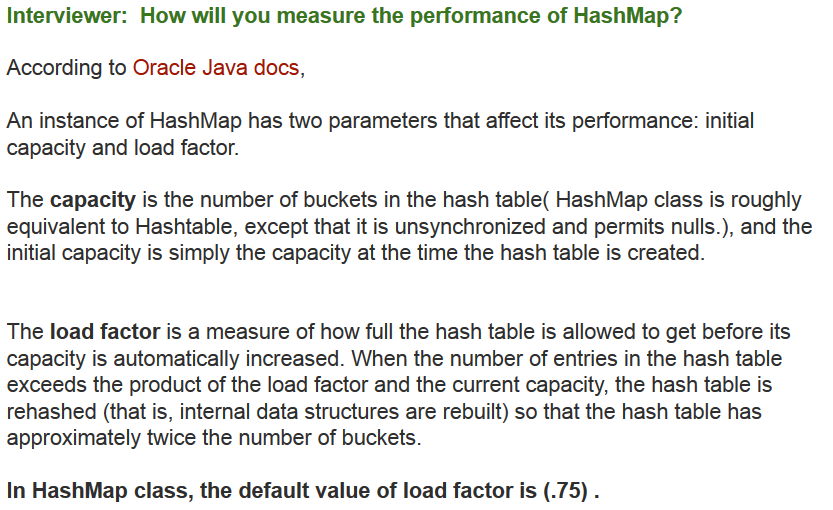 Interviewer:  How will you measure the performance of HashMap?
According to Oracle Java docs,
An instance of HashMap has two parameters that affect its performance: initial
capacity and load factor.
The capacity is the number of buckets in the hash table( HashMap class is roughly
equivalent to Hashtable, except that it is unsynchronized and permits nulls.), and the
initial capacity is simply the capacity at the time the hash table is created.
The load factor is a measure of how full the hash table is allowed to get before its
capacity is automatically increased. When the number of entries in the hash table
exceeds the product of the load factor and the current capacity, the hash table is
rehashed (that is, internal data structures are rebuilt) so that the hash table has
approximately twice the number of buckets.
In HashMap class, the default value of load factor is (.75) .